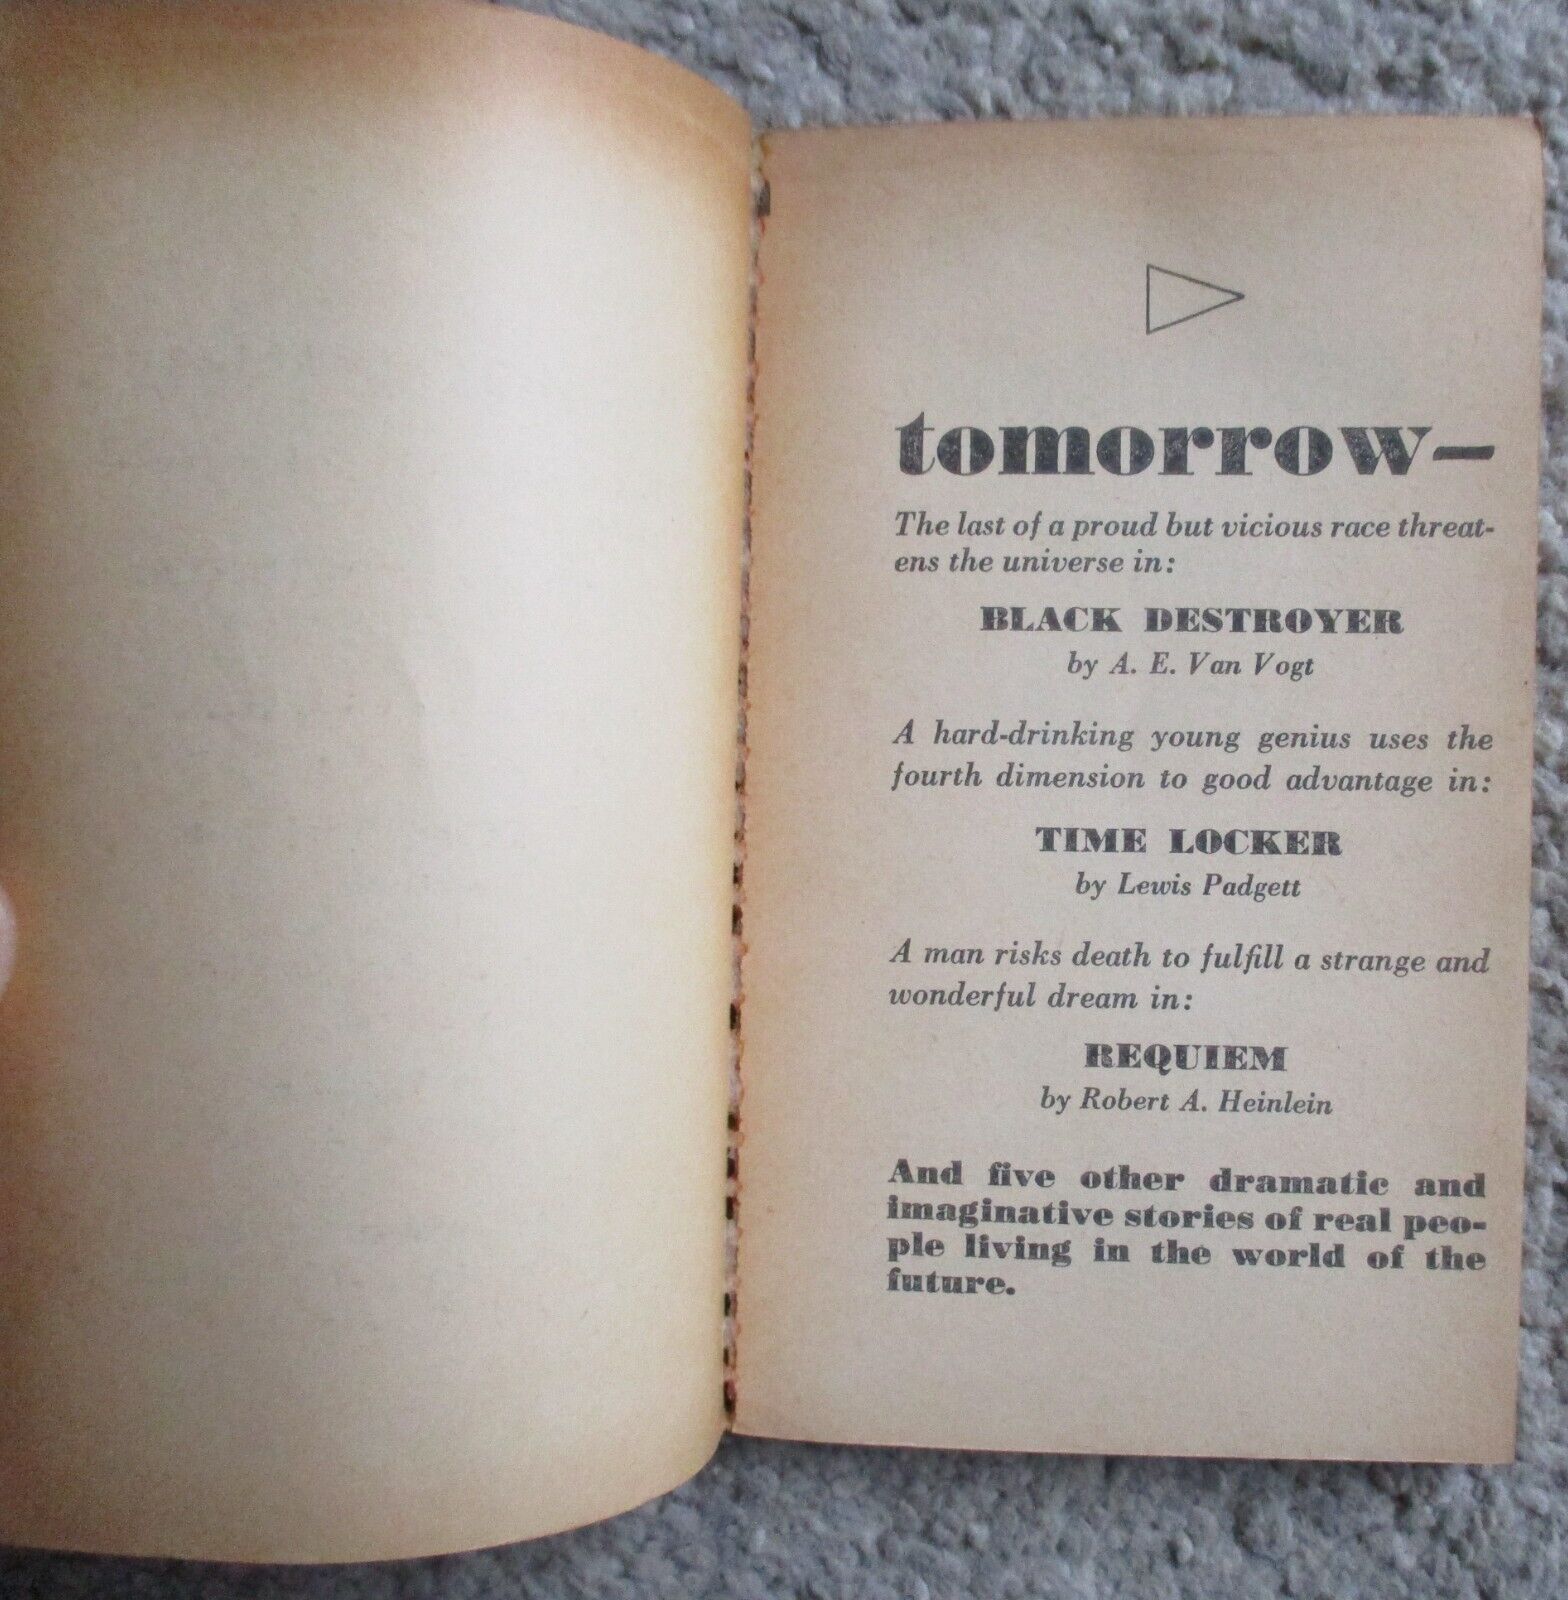 tomorrow—
The last of a proud but vicious race threat-
ens the universe in:
BLACK DESTROYER
by A. E. Van Vogt
A hard-drinking young genius uses the
fourth dimension to good advantage in:
TIME LOCKER
by Lewis Padgett
A man risks death to fulfill a strange and
wonderful dream in:
REQUIEM
by Robert A. Heinlein
And five other dramatic and
imaginative stories of real peo-
ple living in the world of the
future.